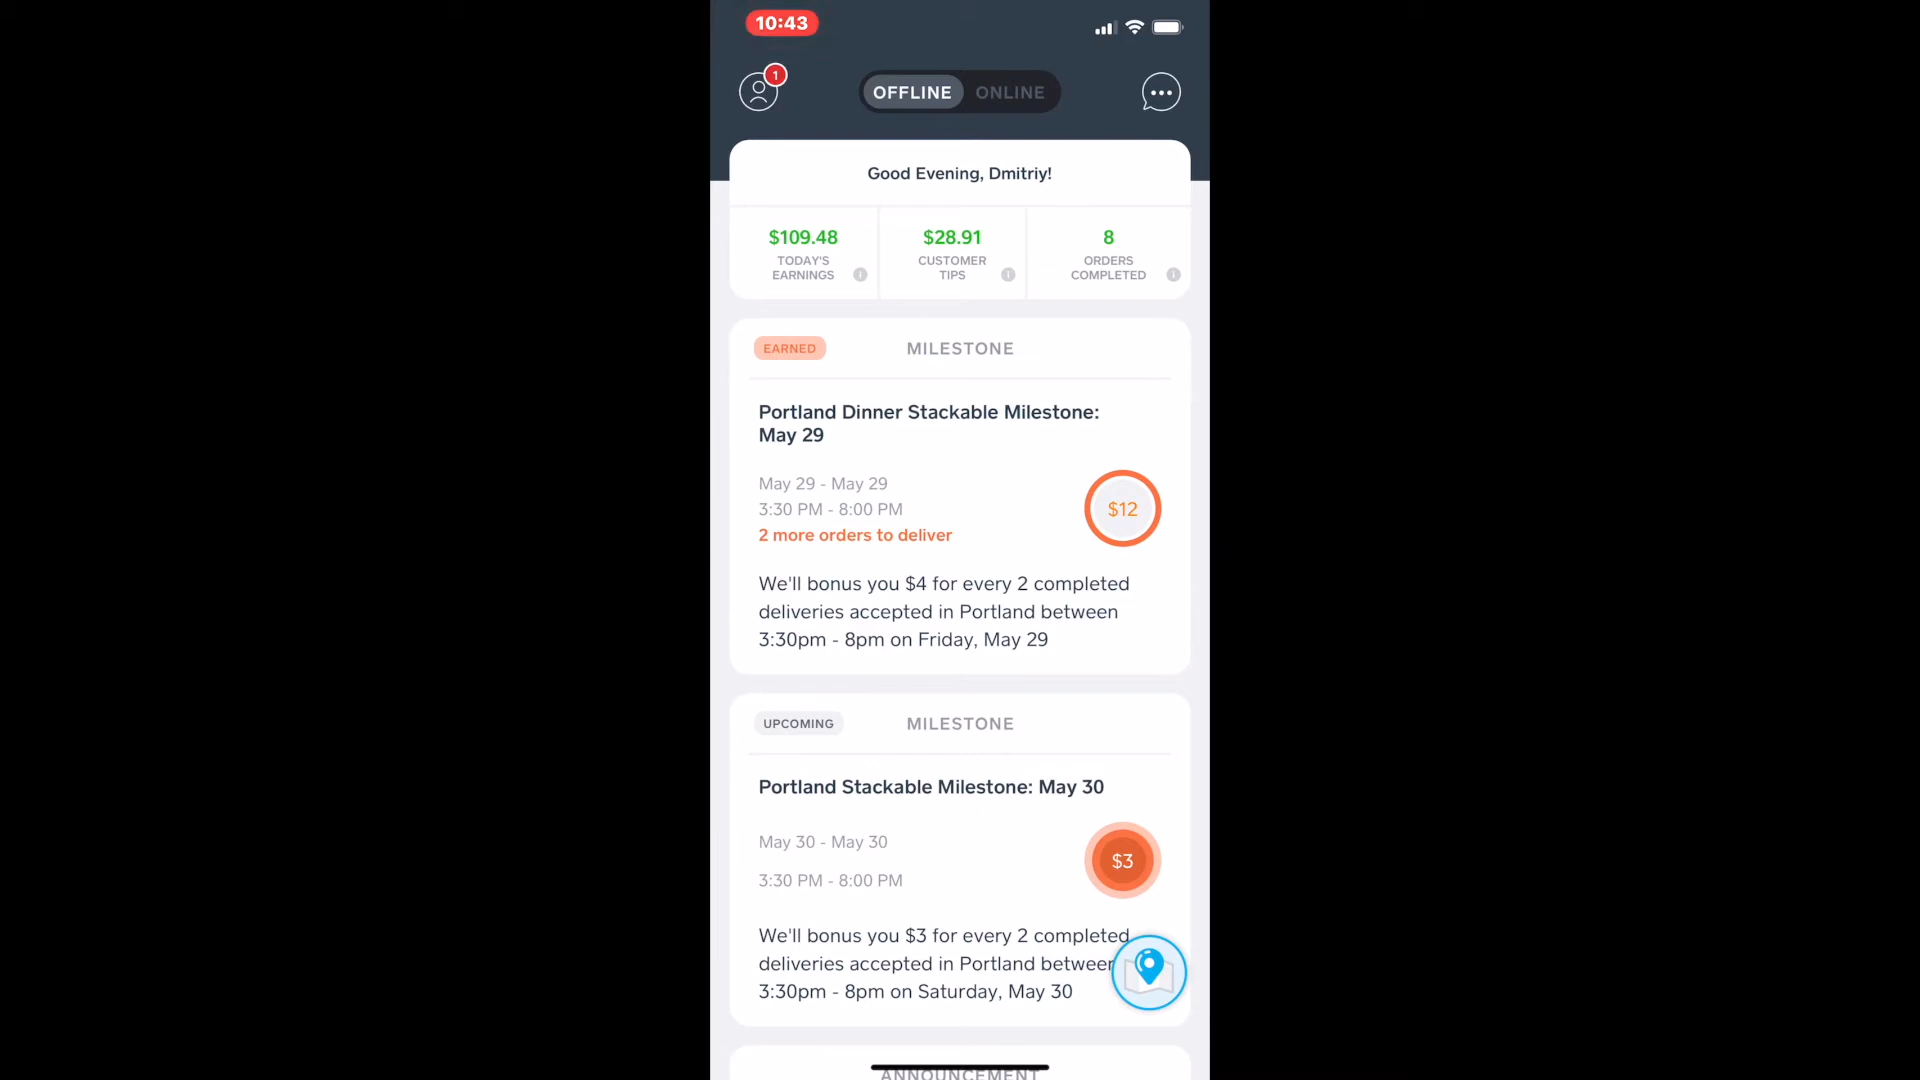 10:43
1
OFFLINE ONLINE
Good Evening, Dmitriy!
$109.48
TODAY'S
EARNINGS
$28.91
CUSTOMER
TIPS
8
ORDERS
COMPLETED
EARNED
MILESTONE
Portland Dinner Stackable Milestone:
May 29
May 29 - May 29
3:30 PM - 8:00 PM
2 more orders to deliver
$12
We'll bonus you $4 for every 2 completed
deliveries accepted in Portland between
3:30pm - 8pm on Friday, May 29
UPCOMING
MILESTONE
Portland Stackable Milestone: May 30
May 30 - May 30
3:30 PM - 8:00 PM
$3
We'll bonus you $3 for every 2 completed
deliveries accepted in Portland between
3:30pm - 8pm on Saturday, May 30
ANNOUNCEMENT